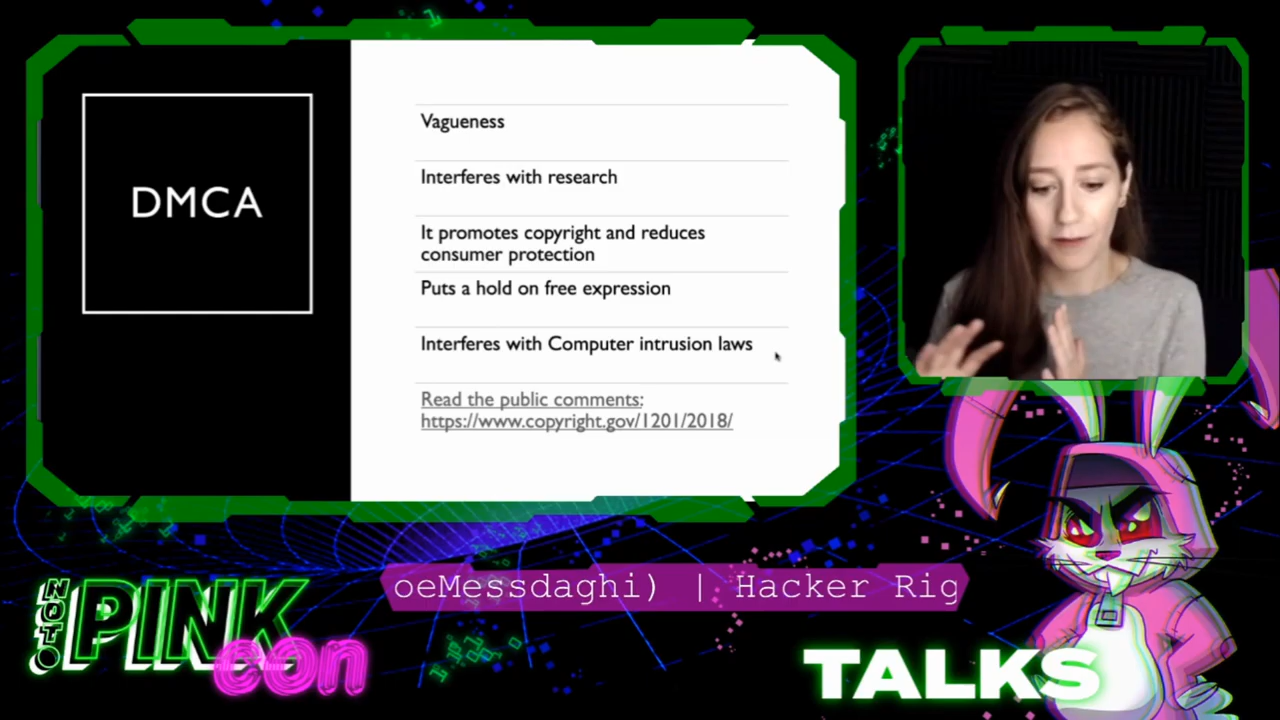 DMCA
Vagueness
Interferes with research
It promotes copyright and reduces
consumer protection
Puts a hold on free expression
Interferes with Computer intrusion laws
Read the public comments:
https://www.copyright.gov/1201/2018/
oeMessdaghi) | Hacker Rig
NOT
PINK
con
TALKS